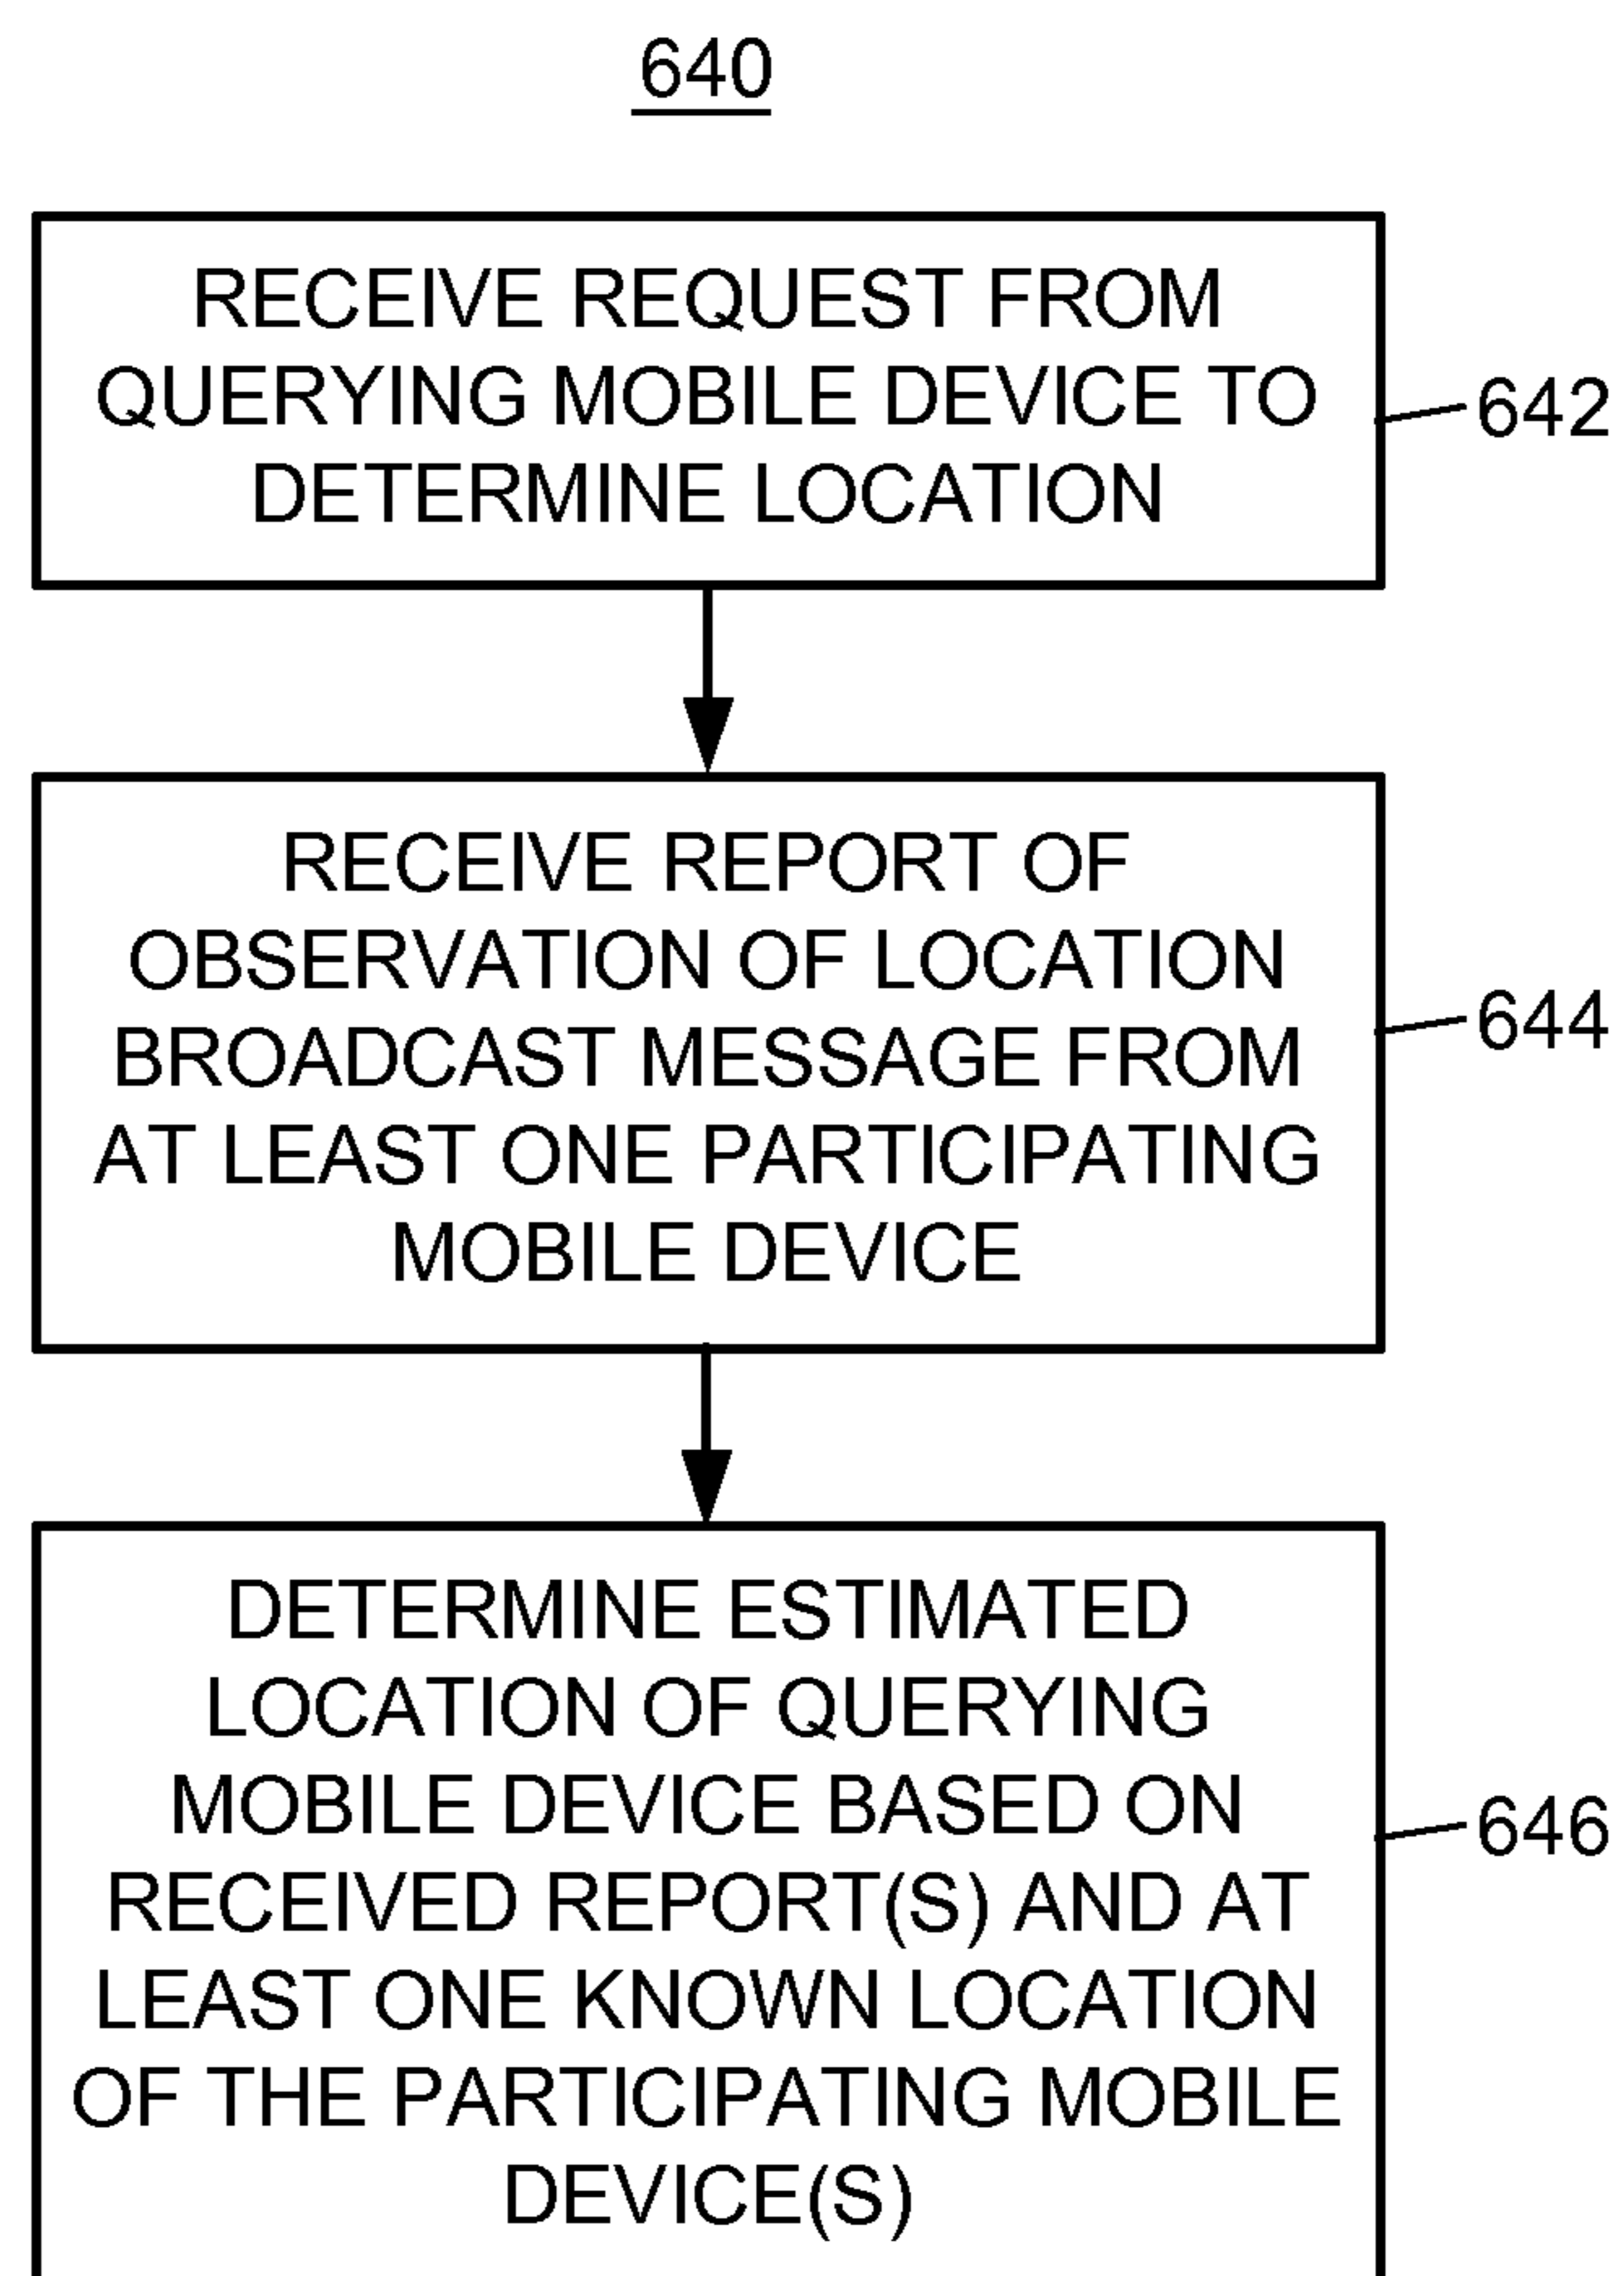 640
RECEIVE REQUEST FROM
QUERYING MOBILE DEVICE TO
DETERMINE LOCATION
642
RECEIVE REPORT OF
OBSERVATION OF LOCATION
BROADCAST MESSAGE FROM
AT LEAST ONE PARTICIPATING
MOBILE DEVICE
644
DETERMINE ESTIMATED
LOCATION OF QUERYING
MOBILE DEVICE BASED ON
RECEIVED REPORT(S) AND AT
LEAST ONE KNOWN LOCATION
OF THE PARTICIPATING MOBILE
DEVICE(S)
646